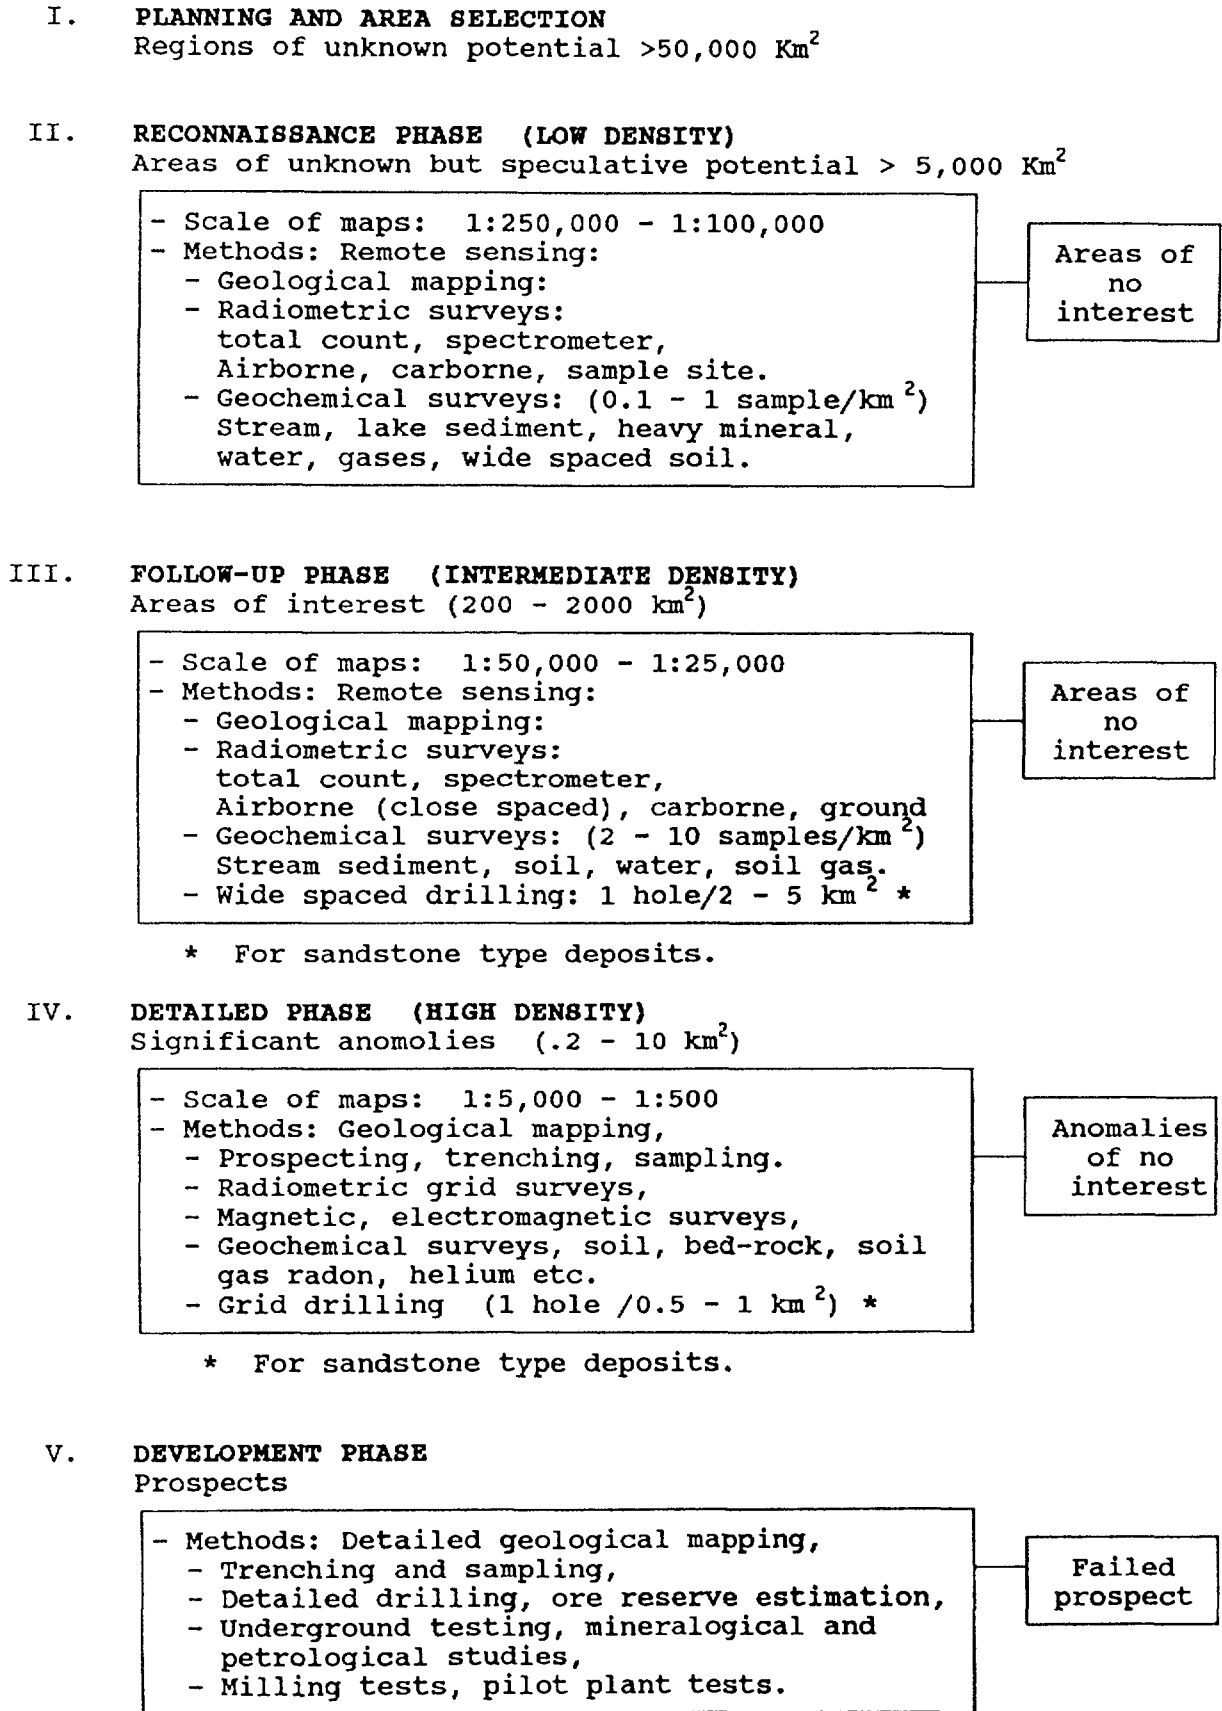 I. PLANNING AND AREA SELECTION
Regions of unknown potential >50,000 Km²
II. RECONNAISSANCE PHASE (LOW DENSITY)
Areas of unknown but speculative potential > 5,000 Km²
- Scale of maps: 1:250,000 - 1:100,000
- Methods: Remote sensing:
- Geological mapping:
- Radiometric surveys:
total count, spectrometer,
Airborne, carborne, sample site.
- Geochemical surveys: (0.1 - 1 sample/km²)
Stream, lake sediment, heavy mineral,
water, gases, wide spaced soil.
Areas of
no
interest
III. FOLLOW-UP PHASE (INTERMEDIATE DENSITY)
Areas of interest (200 - 2000 km²)
- Scale of maps: 1:50,000 - 1:25,000
- Methods: Remote sensing:
- Geological mapping:
- Radiometric surveys:
total count, spectrometer,
Airborne (close spaced), carborne, ground
- Geochemical surveys: (2 - 10 samples/km²)
Stream sediment, soil, water, soil gas.
- Wide spaced drilling: 1 hole/2 - 5 km² *
Areas of
no
interest
* For sandstone type deposits.
IV. DETAILED PHASE (HIGH DENSITY)
Significant anomolies (.2 - 10 km²)
- Scale of maps: 1:5,000 - 1:500
- Methods: Geological mapping,
- Prospecting, trenching, sampling.
- Radiometric grid surveys,
- Magnetic, electromagnetic surveys,
- Geochemical surveys, soil, bed-rock, soil
gas radon, helium etc.
- Grid drilling (1 hole /0.5 - 1 km²) *
Anomalies
of no
interest
* For sandstone type deposits.
V. DEVELOPMENT PHASE
Prospects
- Methods: Detailed geological mapping,
- Trenching and sampling,
- Detailed drilling, ore reserve estimation,
- Underground testing, mineralogical and
petrological studies,
- Milling tests, pilot plant tests.
Failed
prospect